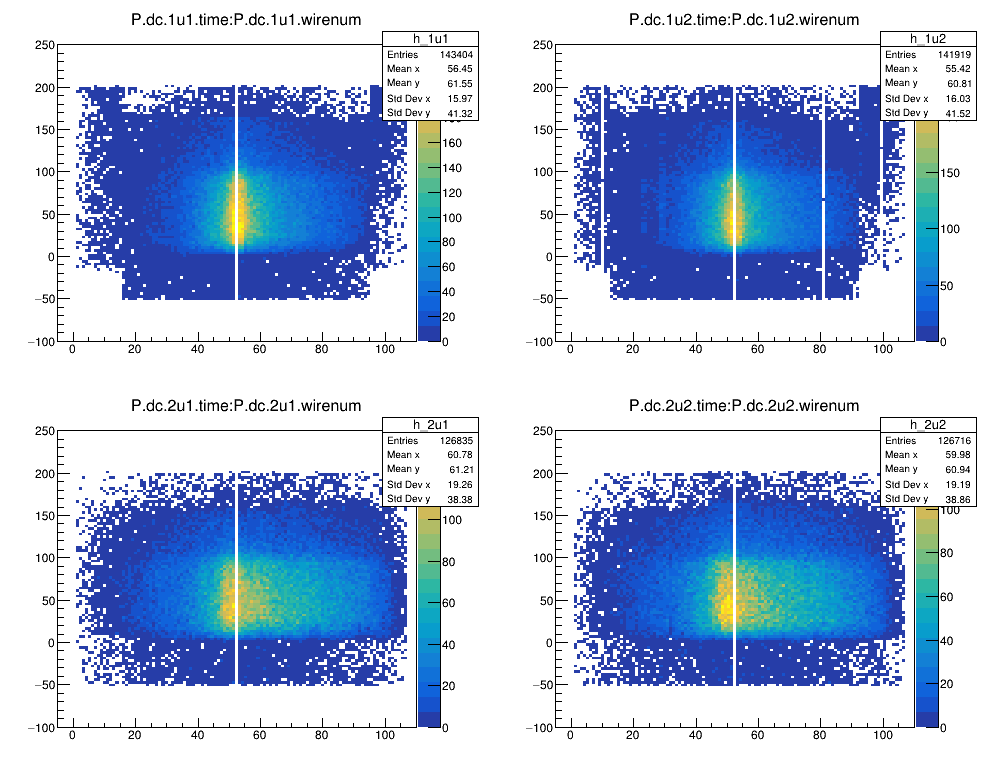 P.dc.1u1.time:P.dc.1u1.wirenum
h_1u1
Entries 143404
Mean x 56.45
Mean y 61.55
Std Dev x 15.97
Std Dev y 41.32
250
200
150
100
50
0
−50
−100
0 20 40 60 80 100
160
140
120
100
80
60
40
20
0
P.dc.1u2.time:P.dc.1u2.wirenum
h_1u2
Entries 141919
Mean x 55.42
Mean y 60.81
Std Dev x 16.03
Std Dev y 41.52
250
200
150
100
50
0
−50
−100
0 20 40 60 80 100
150
100
50
0
P.dc.2u1.time:P.dc.2u1.wirenum
h_2u1
Entries 126835
Mean x 60.78
Mean y 61.21
Std Dev x 19.26
Std Dev y 38.38
250
200
150
100
50
0
−50
−100
0 20 40 60 80 100
100
80
60
40
20
0
P.dc.2u2.time:P.dc.2u2.wirenum
h_2u2
Entries 126716
Mean x 59.98
Mean y 60.94
Std Dev x 19.19
Std Dev y 38.86
250
200
150
100
50
0
−50
−100
0 20 40 60 80 100
100
80
60
40
20
0